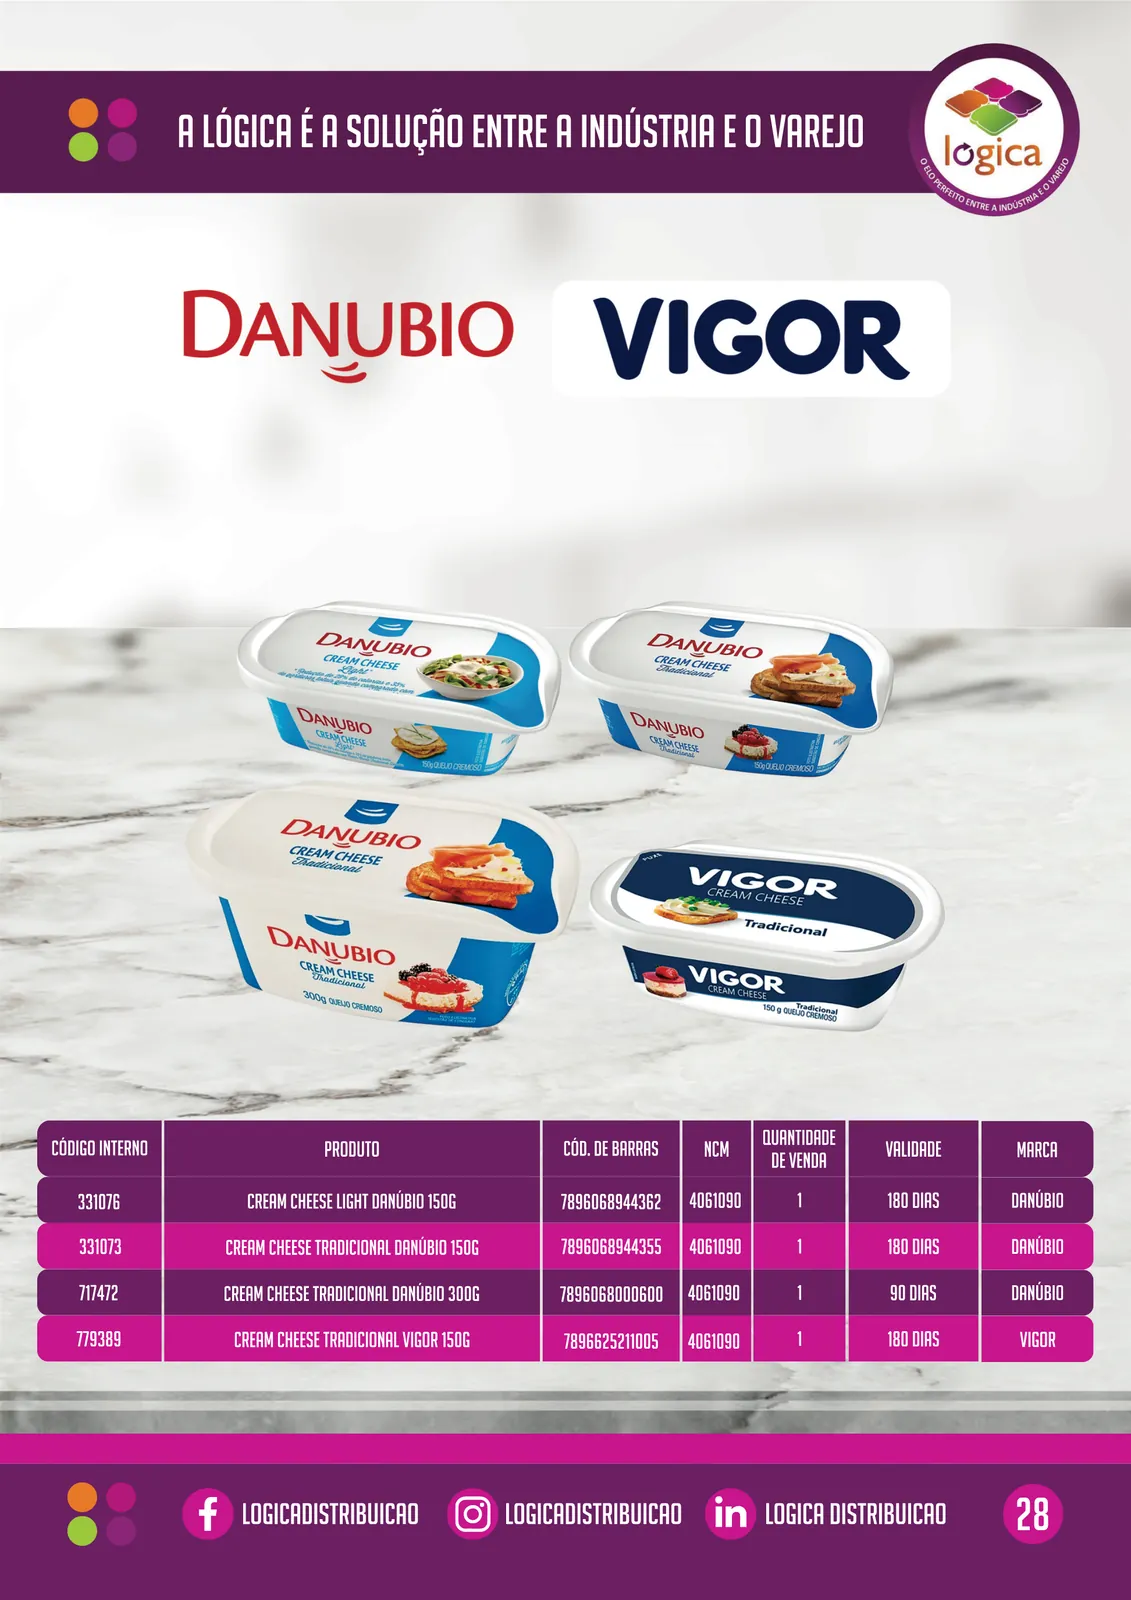 A LÓGICA É A SOLUÇÃO ENTRE A INDÚSTRIA E O VAREJO
logica
O ELO PERFEITO ENTRE A INDÚSTRIA E O VAREJO
DANUBIO
VIGOR
DANUBIO
CREAM CHEESE
Light*
DANUBIO
CREAM CHEESE
Light*
150g QUEIJO CREMOSO
DANUBIO
CREAM CHEESE
Tradicional
DANUBIO
CREAM CHEESE
Tradicional
150g QUEIJO CREMOSO
DANUBIO
CREAM CHEESE
Tradicional
DANUBIO
CREAM CHEESE
Tradicional
300g QUEIJO CREMOSO
PUXE
VIGOR
CREAM CHEESE
Tradicional
VIGOR
CREAM CHEESE
Tradicional
150 g QUEIJO CREMOSO
CÓDIGO INTERNO PRODUTO CÓD. DE BARRAS NCM QUANTIDADE DE VENDA VALIDADE MARCA
331076 CREAM CHEESE LIGHT DANÚBIO 150G 7896068944362 4061090 1 180 DIAS DANÚBIO
331073 CREAM CHEESE TRADICIONAL DANÚBIO 150G 7896068944355 4061090 1 180 DIAS DANÚBIO
717472 CREAM CHEESE TRADICIONAL DANÚBIO 300G 7896068000600 4061090 1 90 DIAS DANÚBIO
779389 CREAM CHEESE TRADICIONAL VIGOR 150G 7896625211005 4061090 1 180 DIAS VIGOR
LOGICADISTRIBUICAO
LOGICADISTRIBUICAO
LOGICA DISTRIBUICAO
28